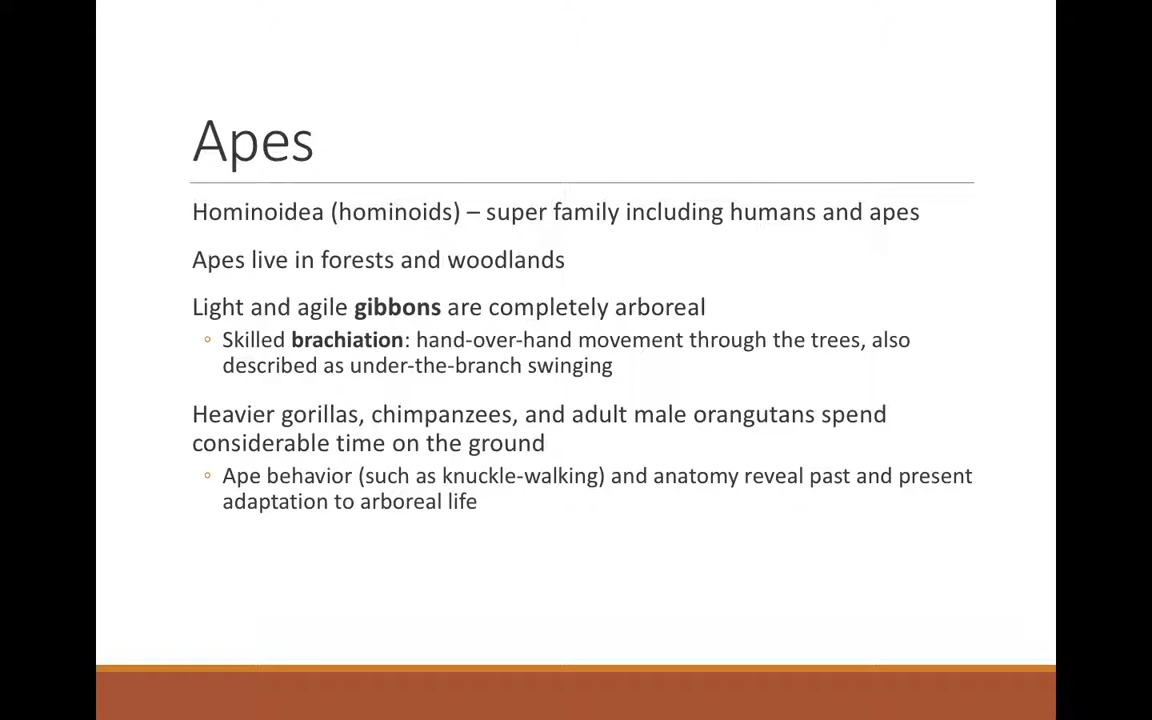 Apes
Hominoidea (hominoids) – super family including humans and apes
Apes live in forests and woodlands
Light and agile gibbons are completely arboreal
◦ Skilled brachiation: hand-over-hand movement through the trees, also
described as under-the-branch swinging
Heavier gorillas, chimpanzees, and adult male orangutans spend
considerable time on the ground
◦ Ape behavior (such as knuckle-walking) and anatomy reveal past and present
adaptation to arboreal life